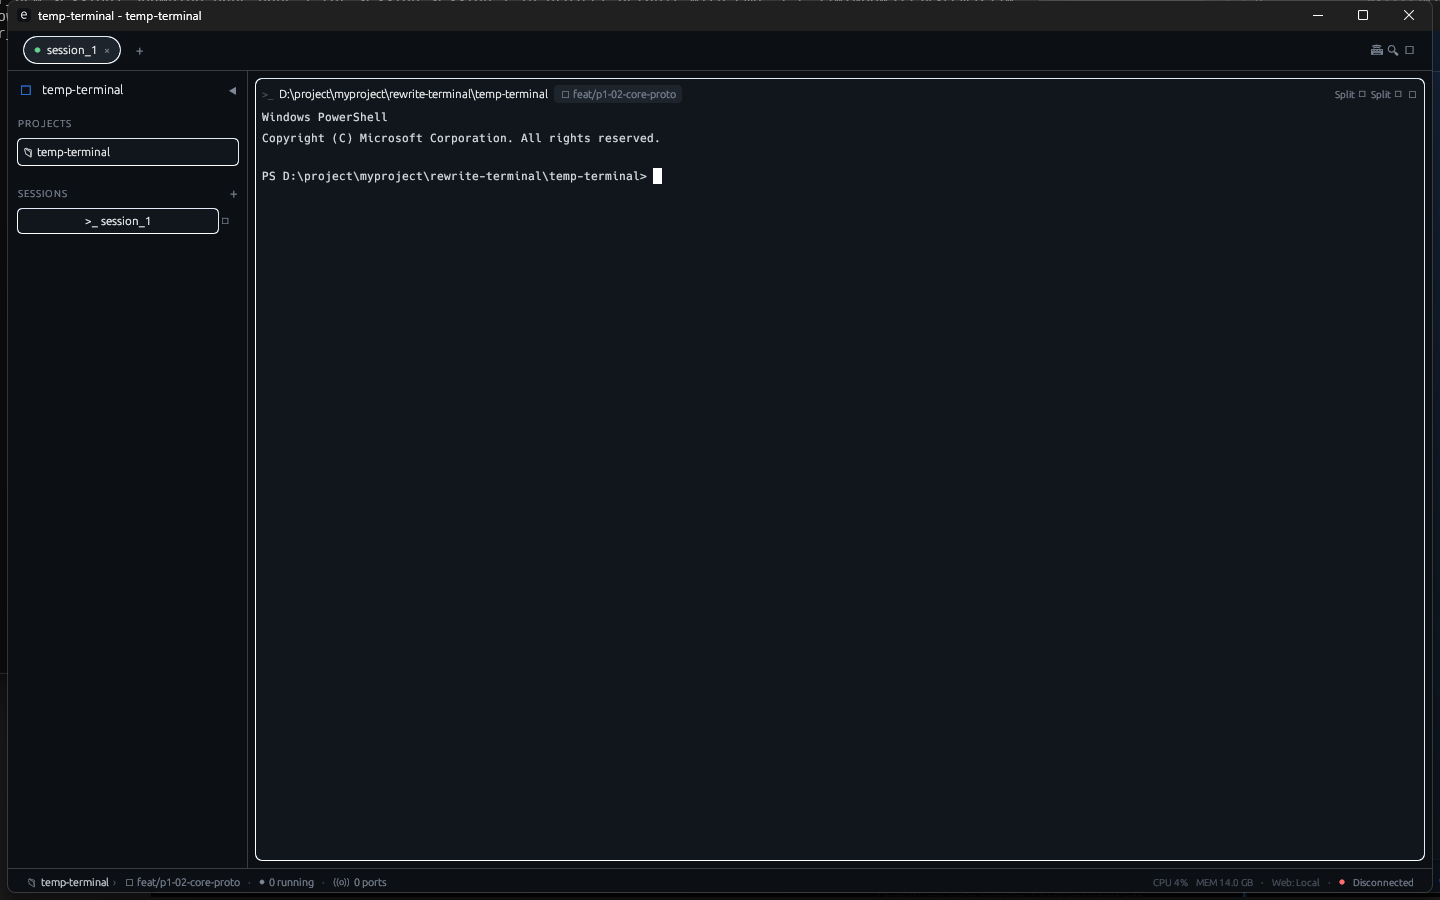 temp-terminal - temp-terminal
session_1 × +
temp-terminal
PROJECTS
temp-terminal
SESSIONS +
>_ session_1
>_ D:\project\myproject\rewrite-terminal\temp-terminal feat/p1-02-core-proto Split Split
Windows PowerShell
Copyright (C) Microsoft Corporation. All rights reserved.
PS D:\project\myproject\rewrite-terminal\temp-terminal>
temp-terminal › feat/p1-02-core-proto · 0 running · ((o)) 0 ports
CPU 4% MEM 14.0 GB · Web: Local · Disconnected